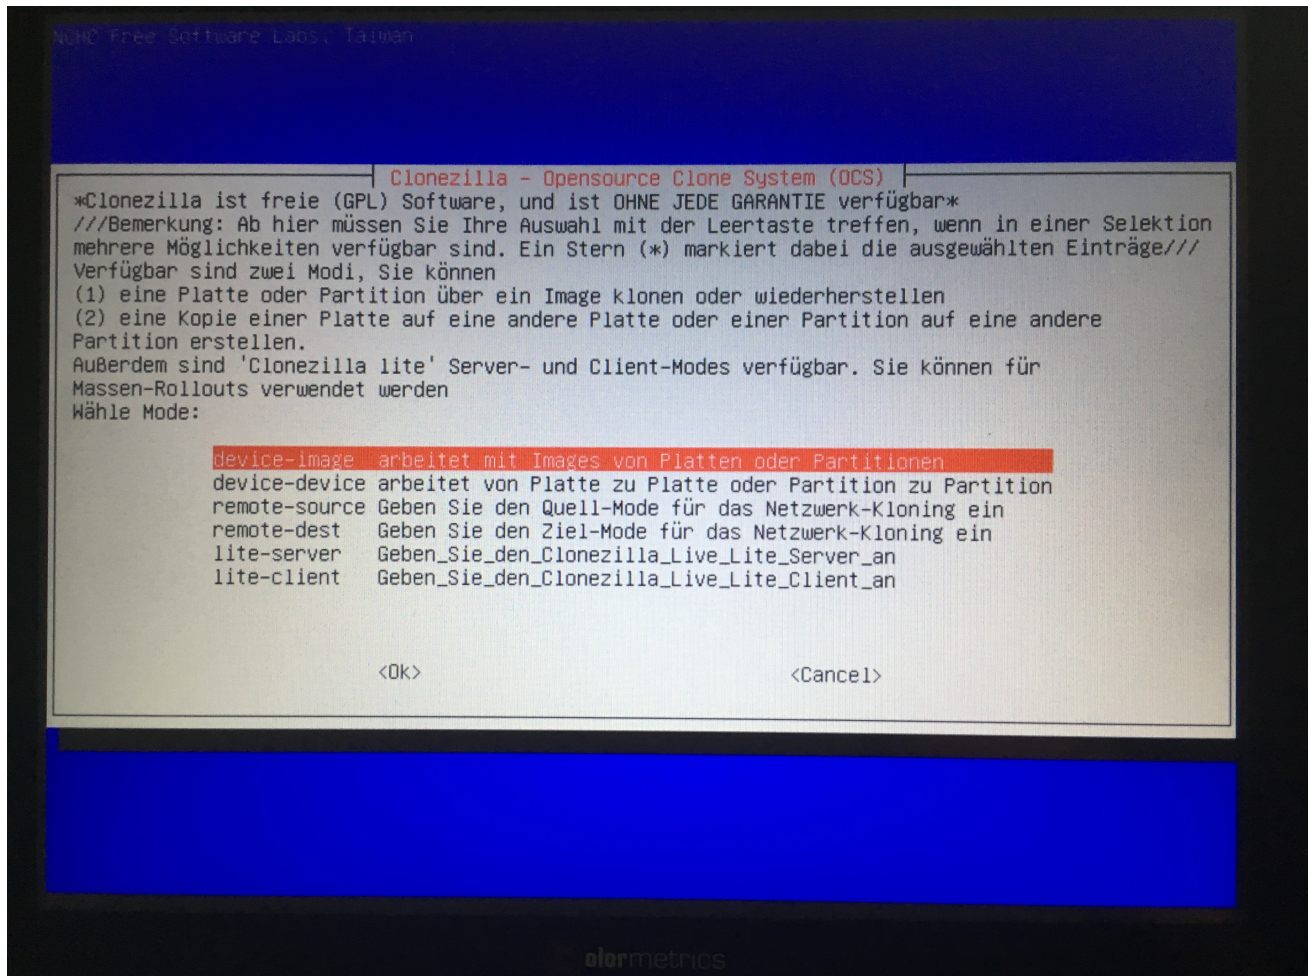 NCHC Free Software Labs, Taiwan
Clonezilla - Opensource Clone System (OCS)
*Clonezilla ist freie (GPL) Software, und ist OHNE JEDE GARANTIE verfügbar*
///Bemerkung: Ab hier müssen Sie Ihre Auswahl mit der Leertaste treffen, wenn in einer Selektion
mehrere Möglichkeiten verfügbar sind. Ein Stern (*) markiert dabei die ausgewählten Einträge///
Verfügbar sind zwei Modi, Sie können
(1) eine Platte oder Partition über ein Image klonen oder wiederherstellen
(2) eine Kopie einer Platte auf eine andere Platte oder einer Partition auf eine andere
Partition erstellen.
Außerdem sind 'Clonezilla lite' Server- und Client-Modes verfügbar. Sie können für
Massen-Rollouts verwendet werden
Wähle Mode:
device-image arbeitet mit Images von Platten oder Partitionen
device-device arbeitet von Platte zu Platte oder Partition zu Partition
remote-source Geben Sie den Quell-Mode für das Netzwerk-Kloning ein
remote-dest Geben Sie den Ziel-Mode für das Netzwerk-Kloning ein
lite-server Geben_Sie_den_Clonezilla_Live_Lite_Server_an
lite-client Geben_Sie_den_Clonezilla_Live_Lite_Client_an
<Ok> <Cancel>
olormetrics